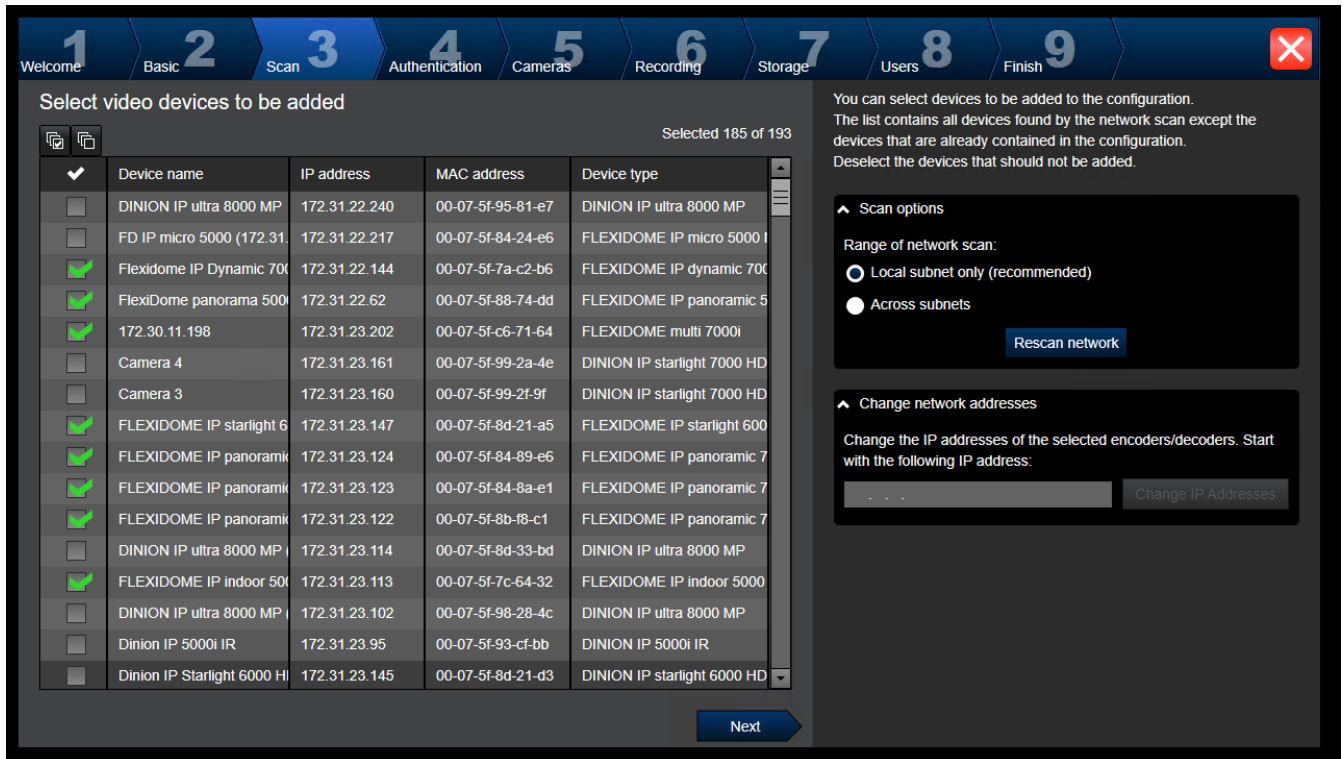 1 Welcome
2 Basic
3 Scan
4 Authentication
5 Cameras
6 Recording
7 Storage
8 Users
9 Finish
Select video devices to be added
Selected 185 of 193
Device name IP address MAC address Device type
DINION IP ultra 8000 MP 172.31.22.240 00-07-5f-95-81-e7 DINION IP ultra 8000 MP
FD IP micro 5000 (172.31. 172.31.22.217 00-07-5f-84-24-e6 FLEXIDOME IP micro 5000
Flexidome IP Dynamic 700 172.31.22.144 00-07-5f-7a-c2-b6 FLEXIDOME IP dynamic 700
FlexiDome panorama 500 172.31.22.62 00-07-5f-88-74-dd FLEXIDOME IP panoramic 5
172.30.11.198 172.31.23.202 00-07-5f-c6-71-64 FLEXIDOME multi 7000i
Camera 4 172.31.23.161 00-07-5f-99-2a-4e DINION IP starlight 7000 HD
Camera 3 172.31.23.160 00-07-5f-99-2f-9f DINION IP starlight 7000 HD
FLEXIDOME IP starlight 6 172.31.23.147 00-07-5f-8d-21-a5 FLEXIDOME IP starlight 600
FLEXIDOME IP panoramic 172.31.23.124 00-07-5f-84-89-e6 FLEXIDOME IP panoramic 7
FLEXIDOME IP panoramic 172.31.23.123 00-07-5f-84-8a-e1 FLEXIDOME IP panoramic 7
FLEXIDOME IP panoramic 172.31.23.122 00-07-5f-8b-f8-c1 FLEXIDOME IP panoramic 7
DINION IP ultra 8000 MP ( 172.31.23.114 00-07-5f-8d-33-bd DINION IP ultra 8000 MP
FLEXIDOME IP indoor 500 172.31.23.113 00-07-5f-7c-64-32 FLEXIDOME IP indoor 5000
DINION IP ultra 8000 MP ( 172.31.23.102 00-07-5f-98-28-4c DINION IP ultra 8000 MP
Dinion IP 5000i IR 172.31.23.95 00-07-5f-93-cf-bb DINION IP 5000i IR
Dinion IP Starlight 6000 H 172.31.23.145 00-07-5f-8d-21-d3 DINION IP starlight 6000 HD
Next
You can select devices to be added to the configuration.
The list contains all devices found by the network scan except the
devices that are already contained in the configuration.
Deselect the devices that should not be added.
Scan options
Range of network scan:
Local subnet only (recommended)
Across subnets
Rescan network
Change network addresses
Change the IP addresses of the selected encoders/decoders. Start
with the following IP address:
. . .
Change IP Addresses